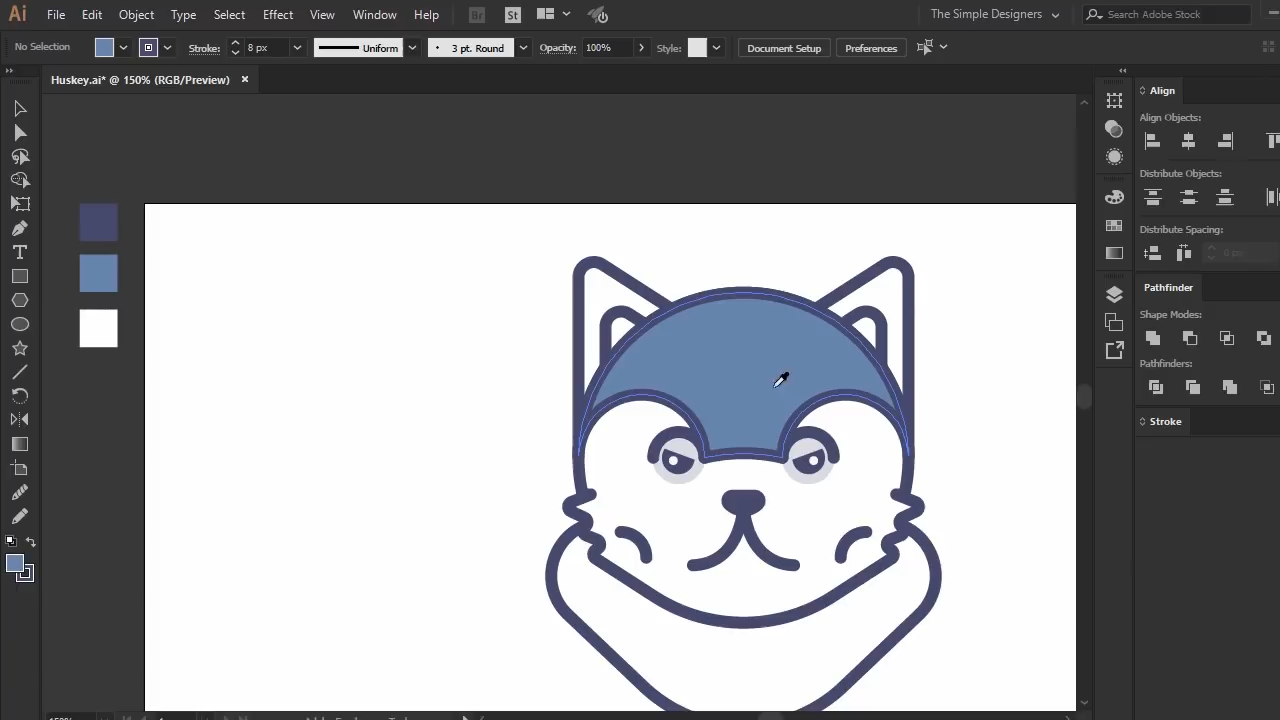 Ai File Edit Object Type Select Effect View Window Help Br St The Simple Designers Search Adobe Stock
No Selection Stroke: 8 px Uniform 3 pt. Round Opacity: 100% Style: Document Setup Preferences
Huskey.ai* @ 150% (RGB/Preview) ×
Align
Align Objects:
Distribute Objects:
Distribute Spacing:
0 px
Pathfinder
Shape Modes:
Pathfinders:
Stroke